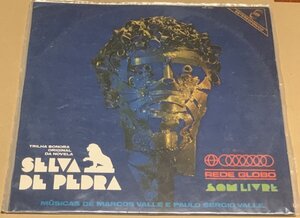 TRILHA SONORA
ORIGINAL
DA NOVELA
SELVA
DE PEDRA
REDE GLOBO
SOM LIVRE
MÚSICAS DE MARCOS VALLE E PAULO SERGIO VALLE